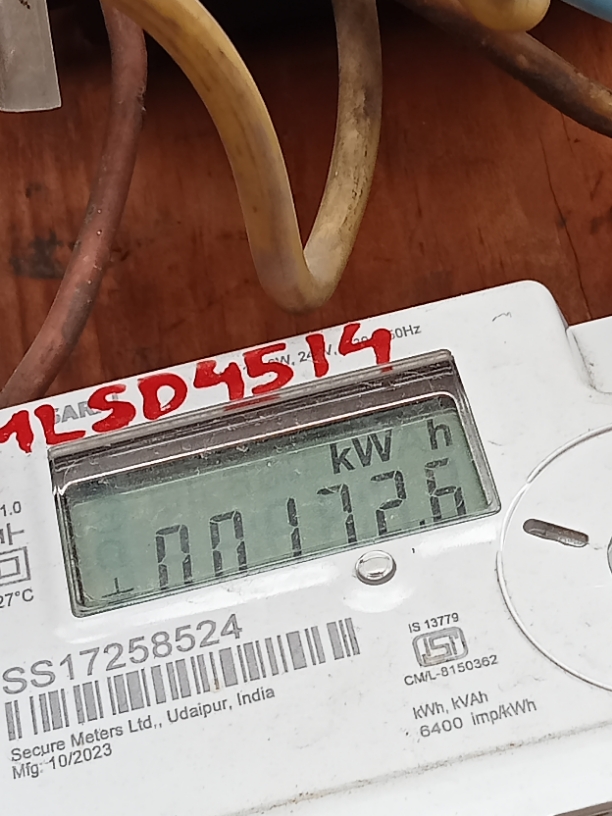 MLSD4514
kW h
00172.6
1.0
27°C
SS17258524
Secure Meters Ltd., Udaipur, India
Mfg: 10/2023
IS 13779
ISI
CM/L-8150362
kWh, kVAh
6400 imp/kWh